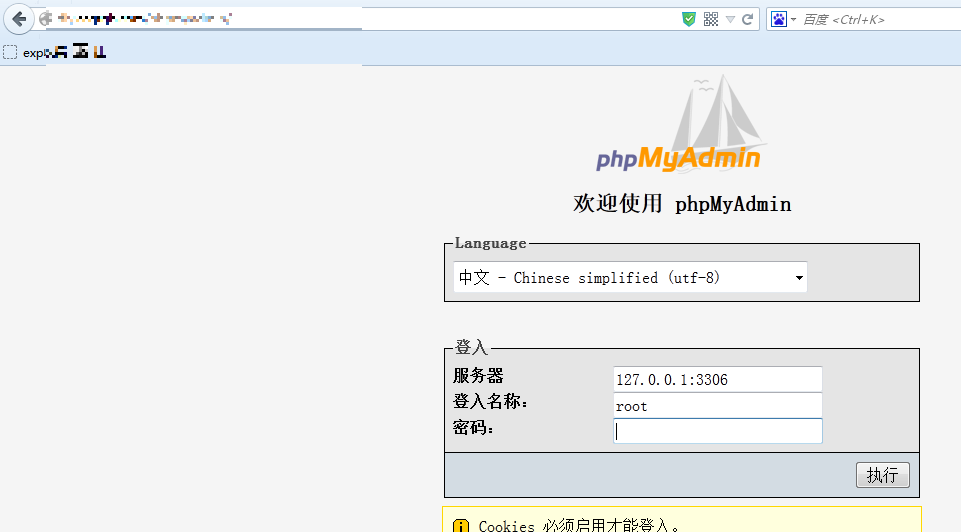 百度 <Ctrl+K>
phpMyAdmin
欢迎使用 phpMyAdmin
Language
中文 - Chinese simplified (utf-8)
登入
服务器 127.0.0.1:3306
登入名称： root
密码：
执行
Cookies 必须启用才能登入。